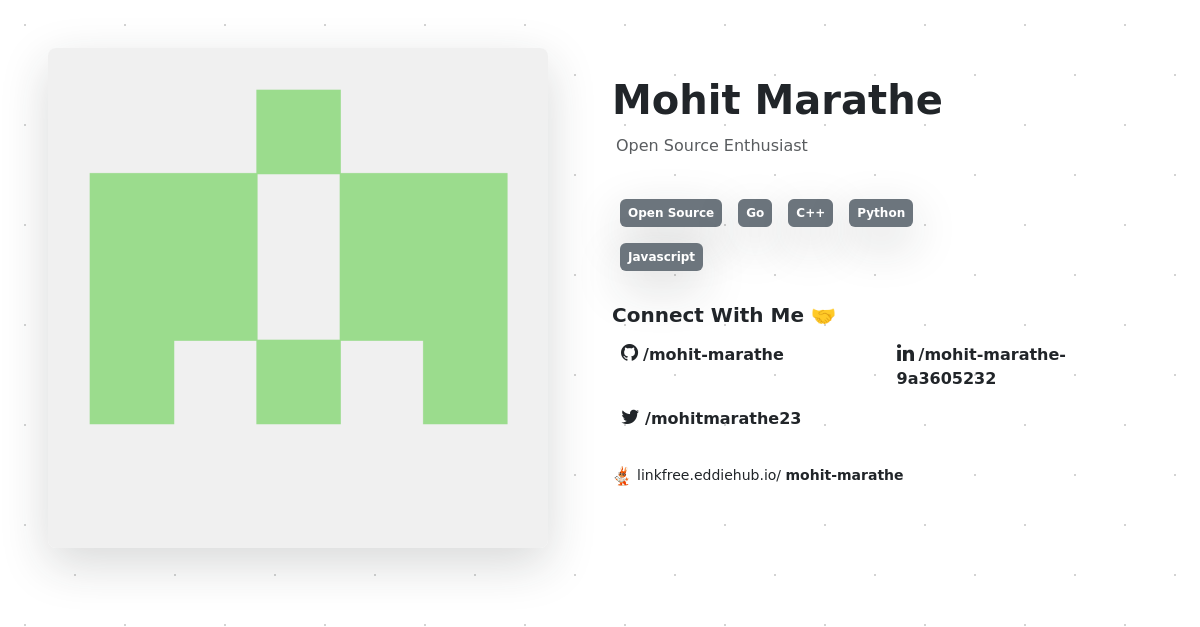 Mohit Marathe
Open Source Enthusiast
Open Source Go C++ Python
Javascript
Connect With Me 🤝
/mohit-marathe
/mohit-marathe-
9a3605232
/mohitmarathe23
linkfree.eddiehub.io/ mohit-marathe